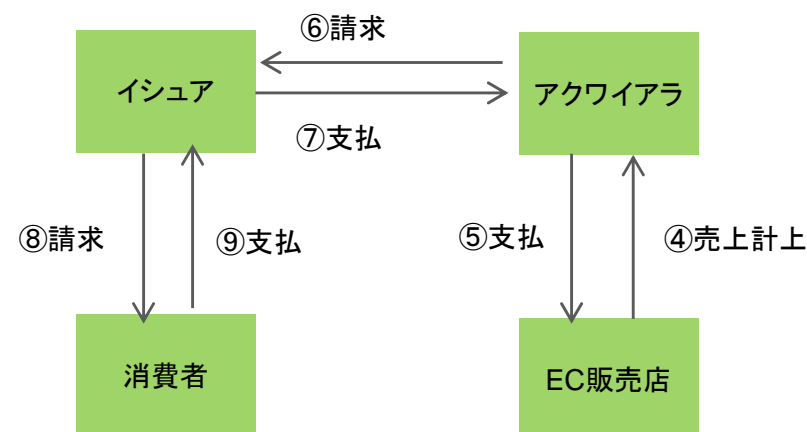 ⑥請求
イシュア
アクワイアラ
⑦支払
⑧請求
⑨支払
⑤支払
④売上計上
消費者
EC販売店